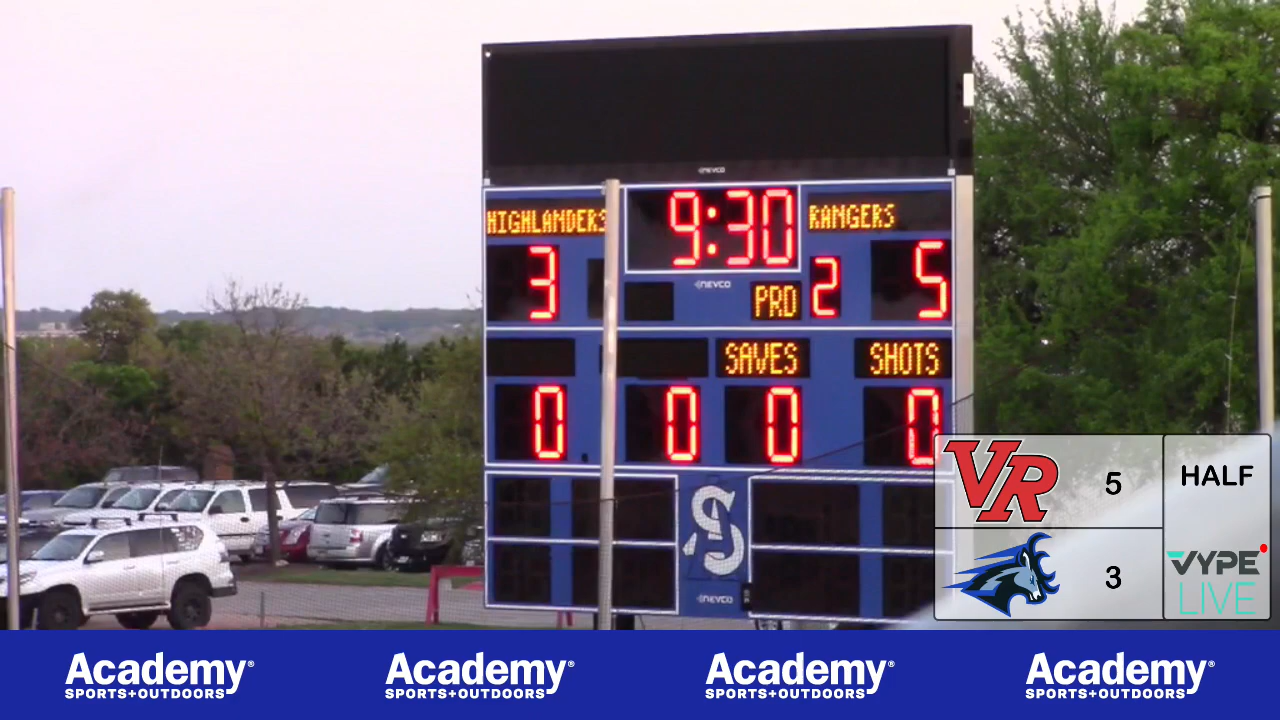 NEVCO
HIGHLANDERS 9:30 RANGERS
3 NEVCO PRD 2 5
SAVES SHOTS
0 0 0 0
VR 5 HALF
SA
NEVCO
3 VYPE
LIVE
Academy Academy Academy Academy
SPORTS+OUTDOORS SPORTS+OUTDOORS SPORTS+OUTDOORS SPORTS+OUTDOORS